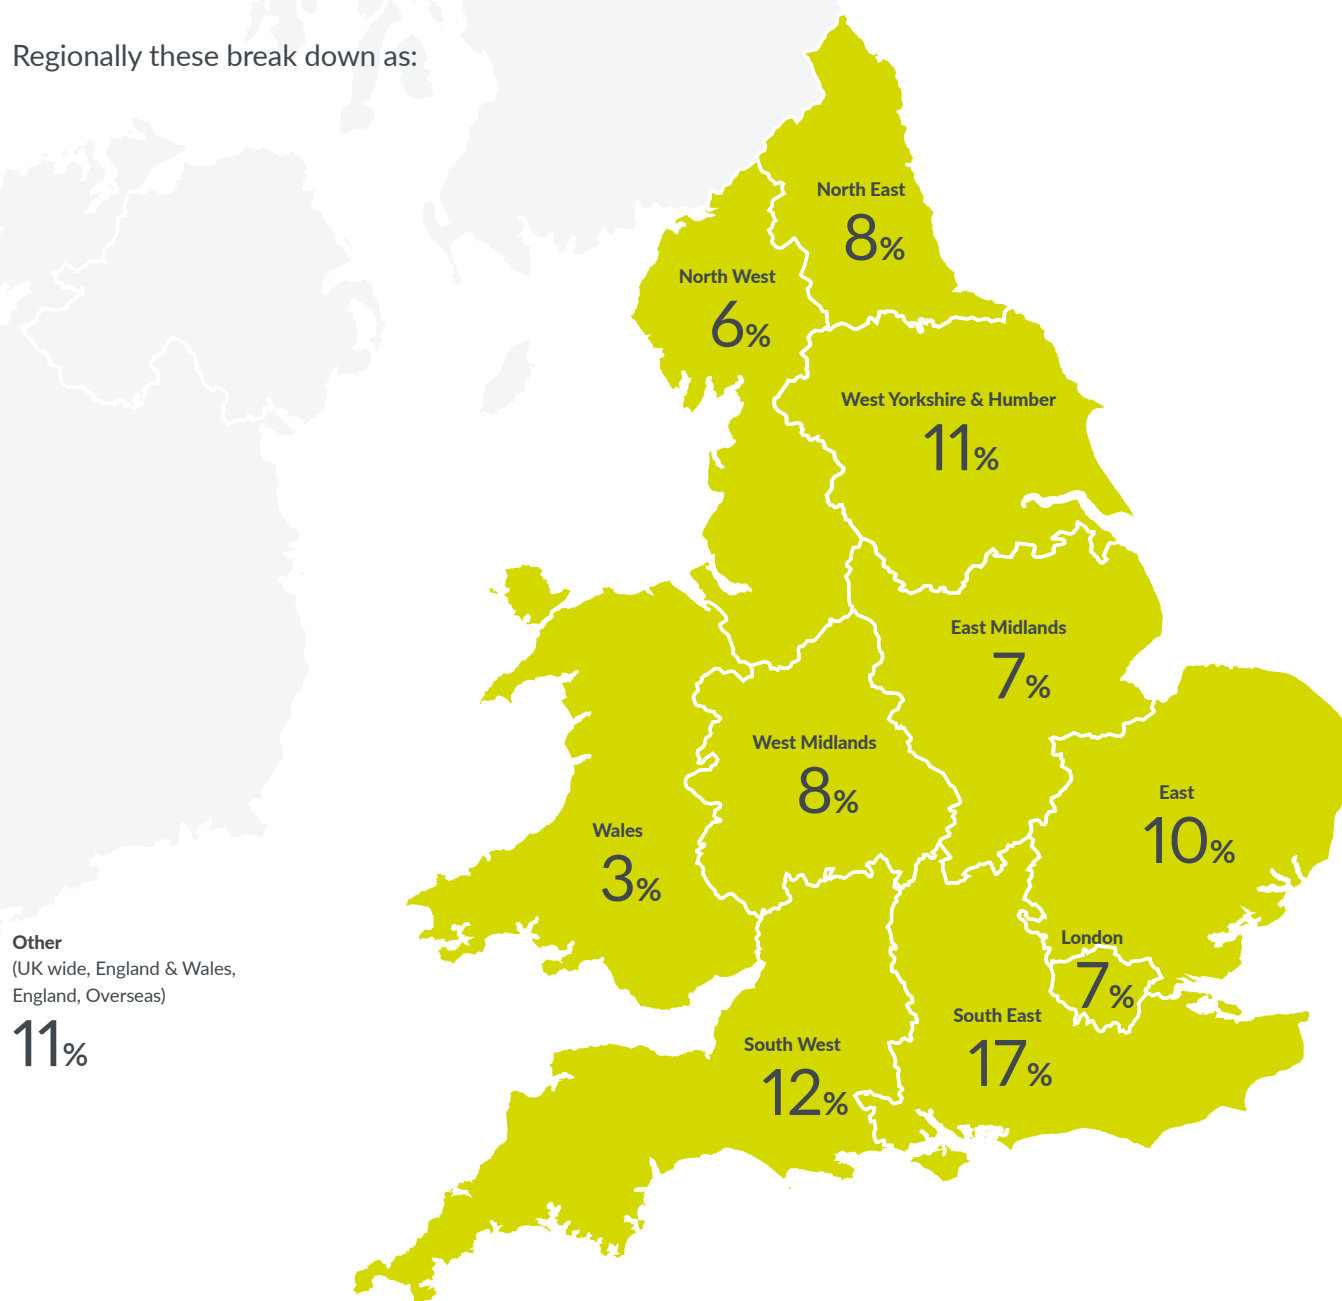 Regionally these break down as:
North East
8%
North West
6%
West Yorkshire & Humber
11%
East Midlands
7%
West Midlands
8%
East
10%
Wales
3%
London
7%
South East
17%
South West
12%
Other
(UK wide, England & Wales,
England, Overseas)
11%